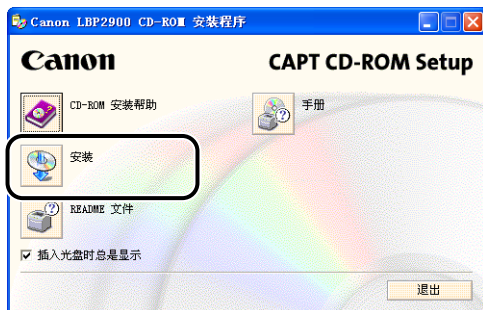 Canon LBP2900 CD-ROM 安装程序
Canon CAPT CD-ROM Setup
CD-ROM 安装帮助
手册
安装
README 文件
插入光盘时总是显示
退出